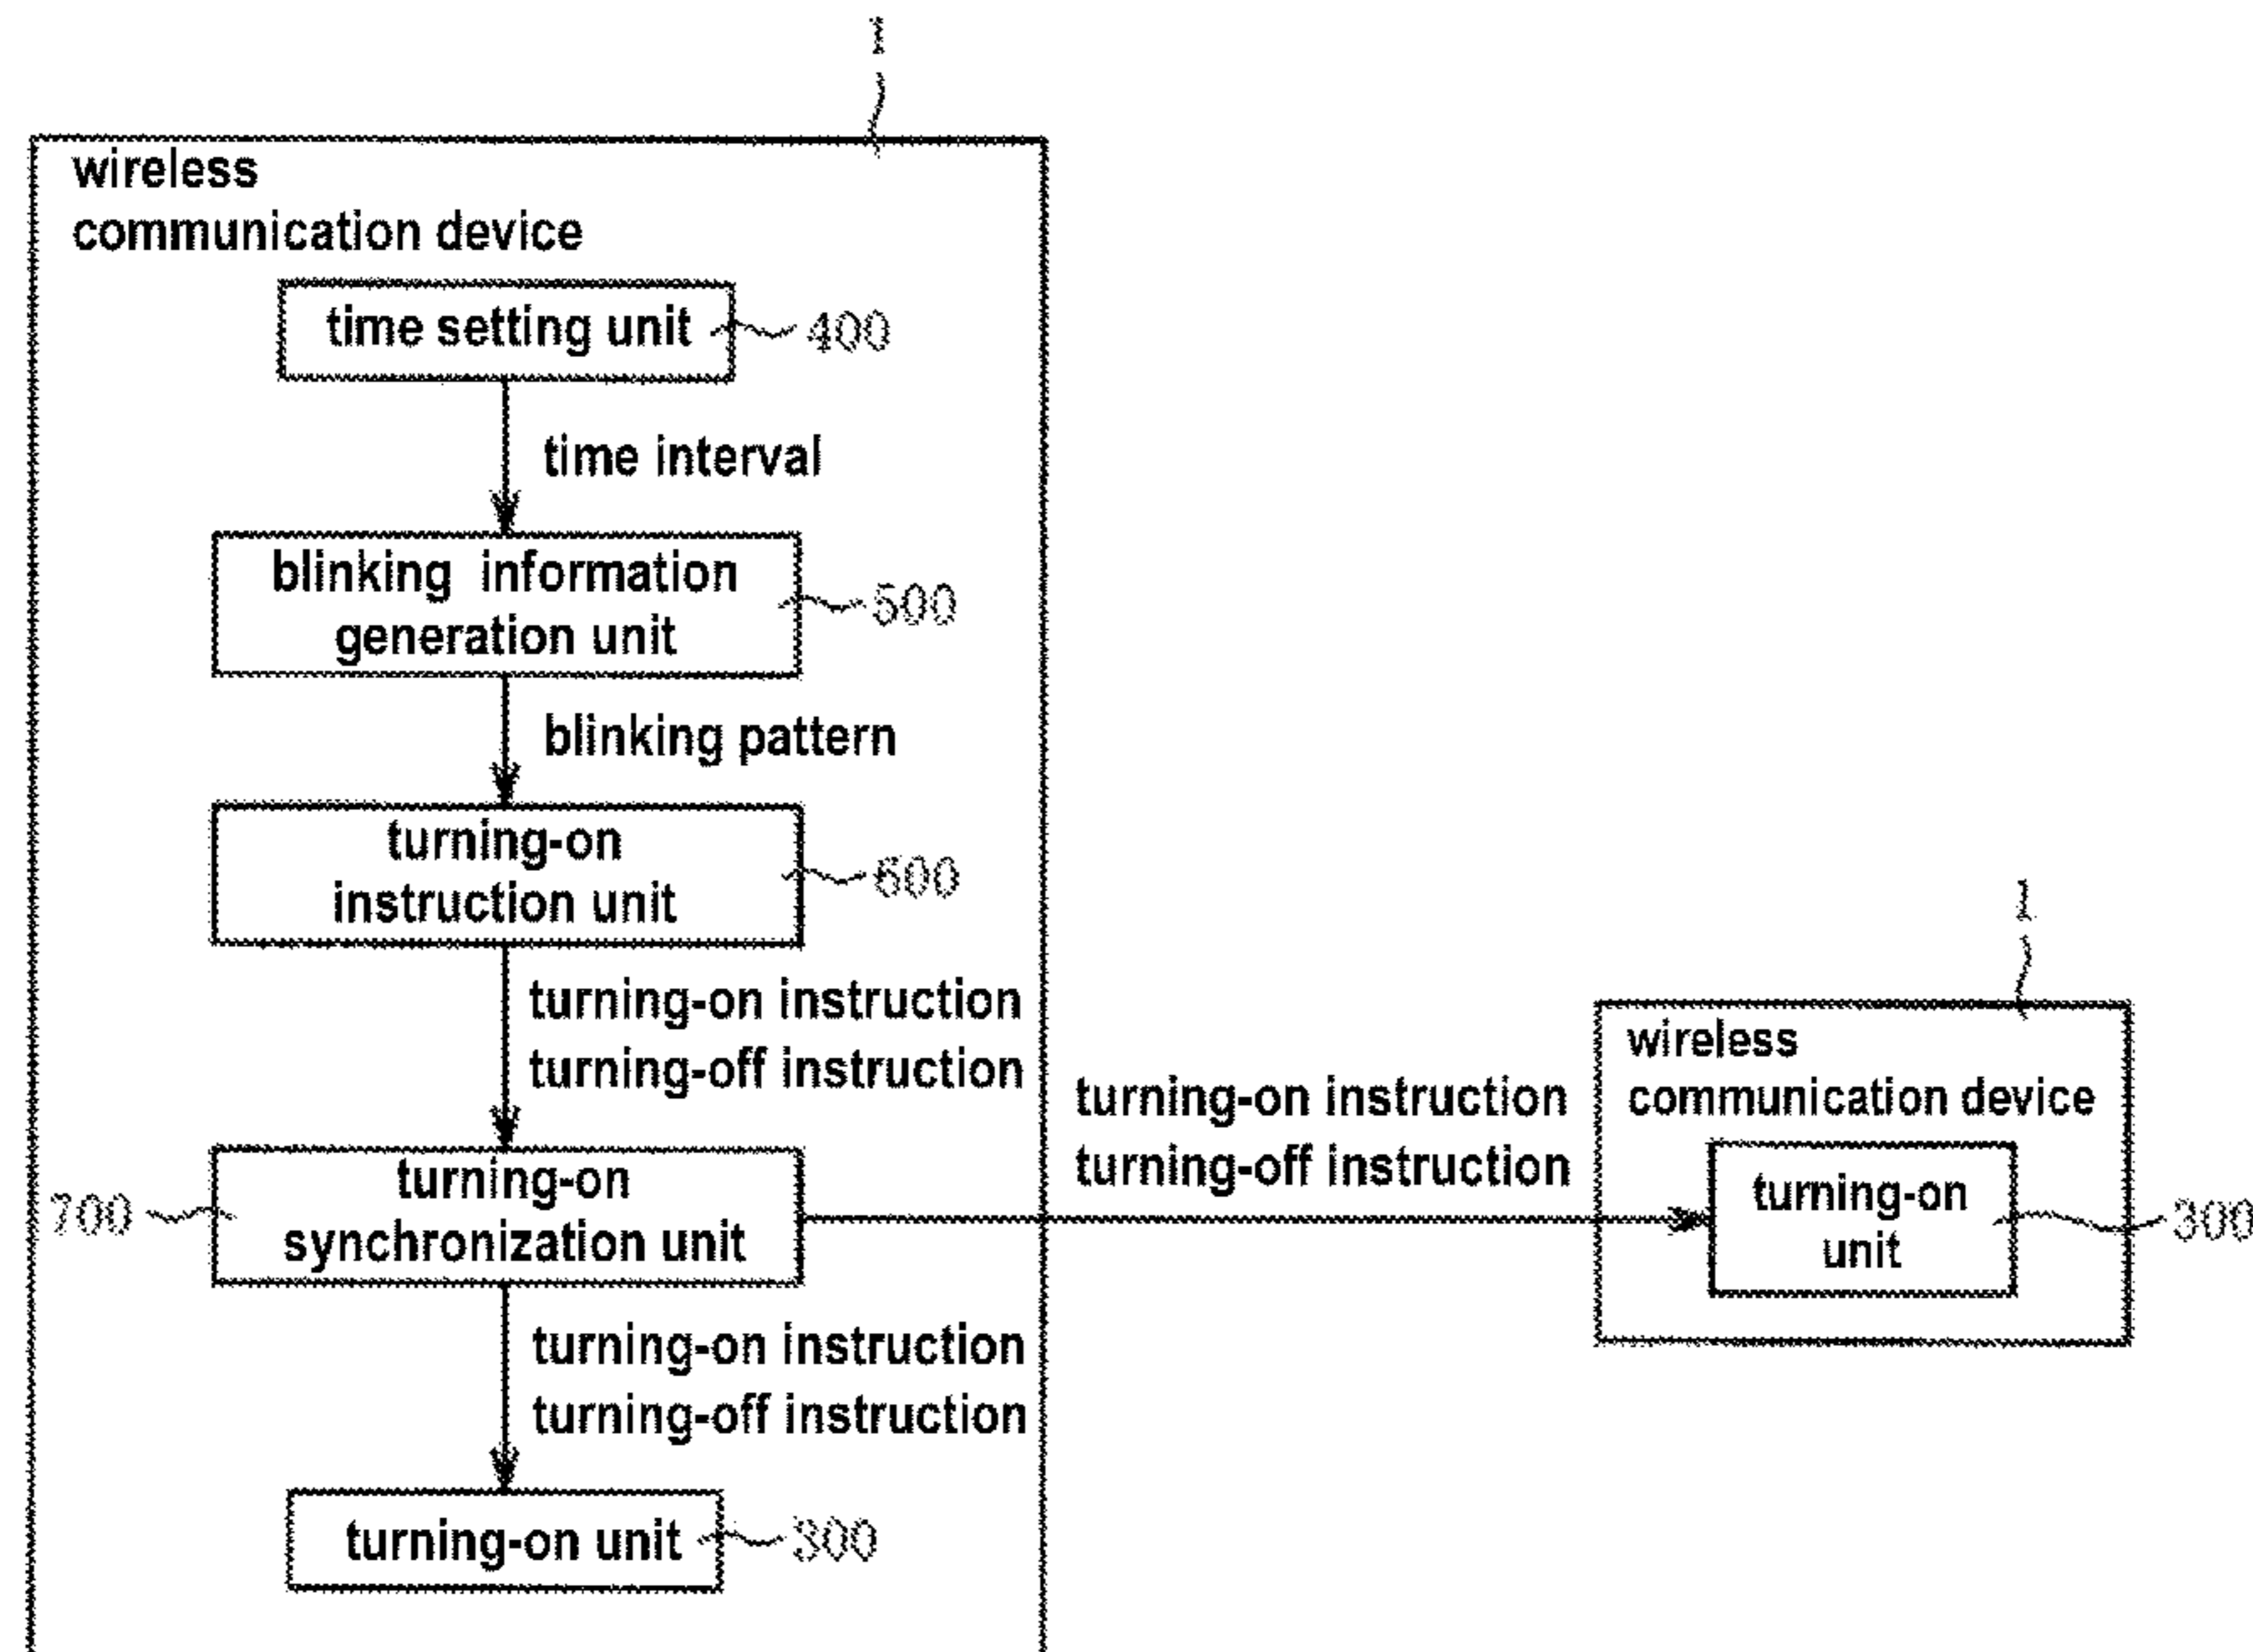 1
wireless
communication device
time setting unit
400
time interval
blinking information
generation unit
500
blinking pattern
turning-on
instruction unit
600
turning-on instruction
turning-off instruction
turning-on
synchronization unit
700
turning-on instruction
turning-off instruction
turning-on unit
300
turning-on instruction
turning-off instruction
1
wireless
communication device
turning-on
unit
300